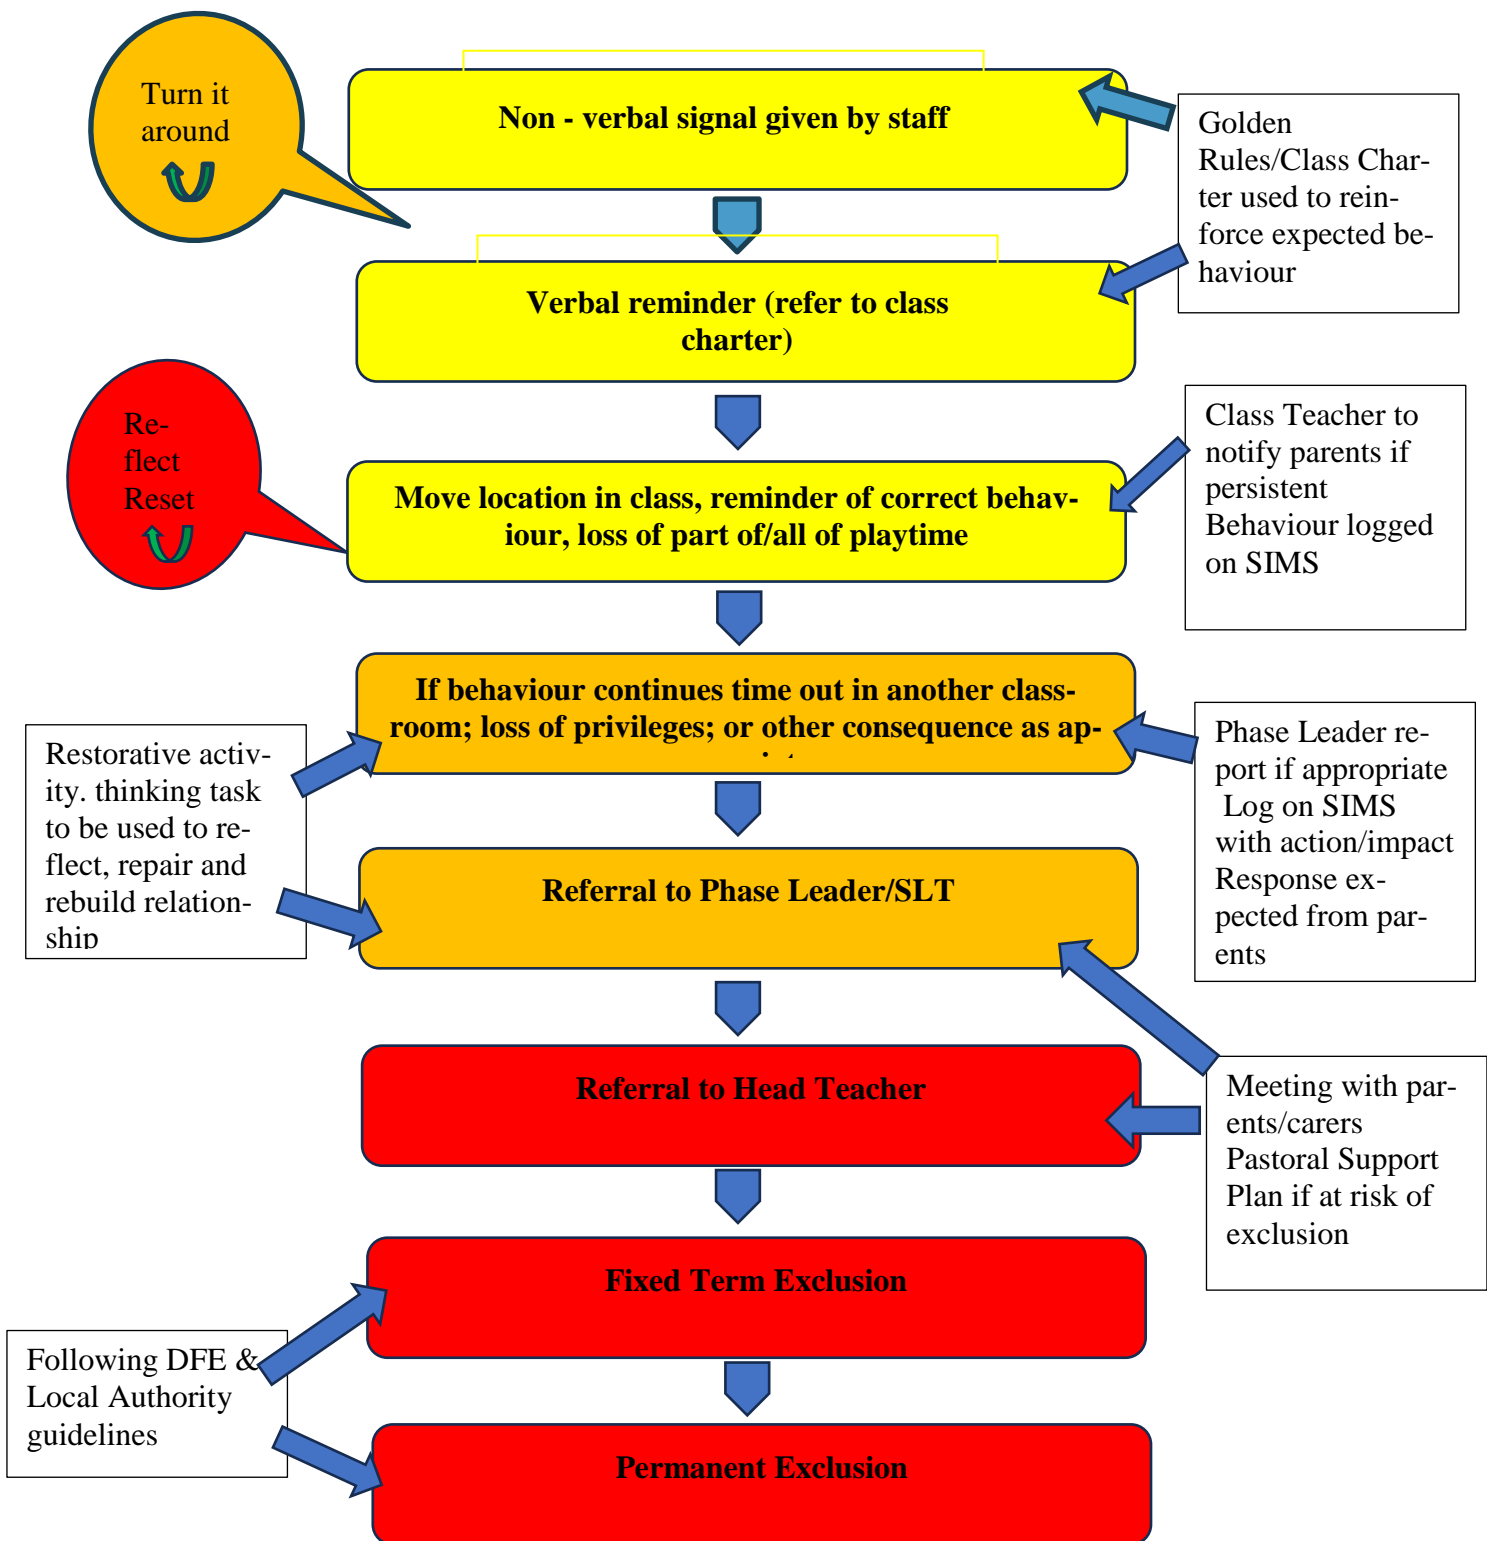 Turn it
around
Non - verbal signal given by staff
Golden
Rules/Class Char-
ter used to rein-
force expected be-
haviour
Verbal reminder (refer to class
charter)
Re-
flect
Reset
Class Teacher to
notify parents if
persistent
Behaviour logged
on SIMS
Move location in class, reminder of correct behav-
iour, loss of part of/all of playtime
If behaviour continues time out in another class-
room; loss of privileges; or other consequence as ap-
Restorative activ-
ity. thinking task
to be used to re-
flect, repair and
rebuild relation-
ship
Phase Leader re-
port if appropriate
Log on SIMS
with action/impact
Response ex-
pected from par-
ents
Referral to Phase Leader/SLT
Referral to Head Teacher
Meeting with par-
ents/carers
Pastoral Support
Plan if at risk of
exclusion
Fixed Term Exclusion
Following DFE &
Local Authority
guidelines
Permanent Exclusion